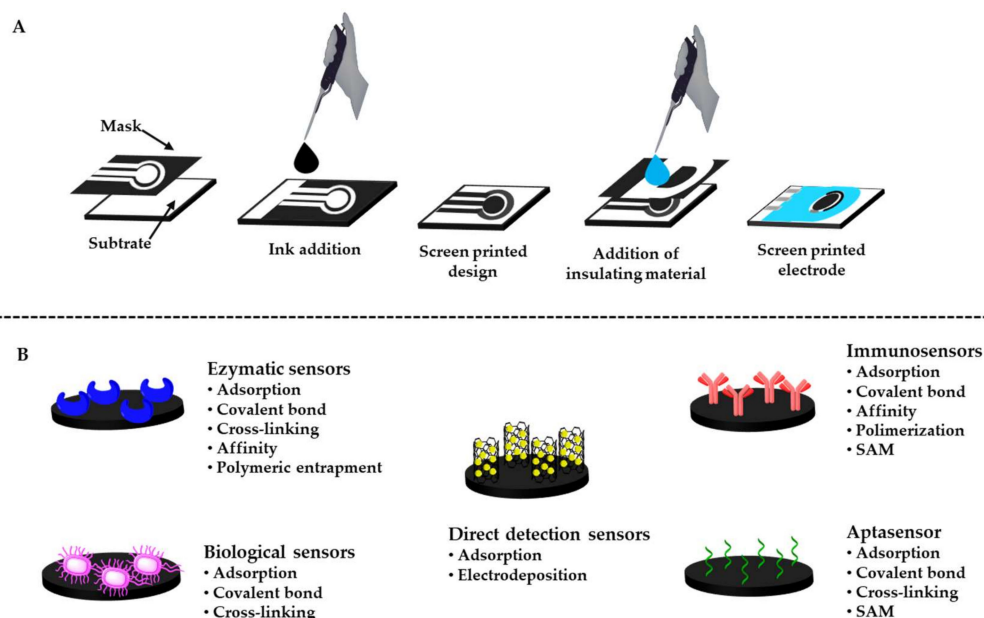 A
Mask
Subtrate
Ink addition
Screen printed
design
Addition of
insulating material
Screen printed
electrode
B
Ezymatic sensors
• Adsorption
• Covalent bond
• Cross-linking
• Affinity
• Polymeric entrapment
Biological sensors
• Adsorption
• Covalent bond
• Cross-linking
Direct detection sensors
• Adsorption
• Electrodeposition
Immunosensors
• Adsorption
• Covalent bond
• Affinity
• Polimerization
• SAM
Aptasensor
• Adsorption
• Covalent bond
• Cross-linking
• SAM